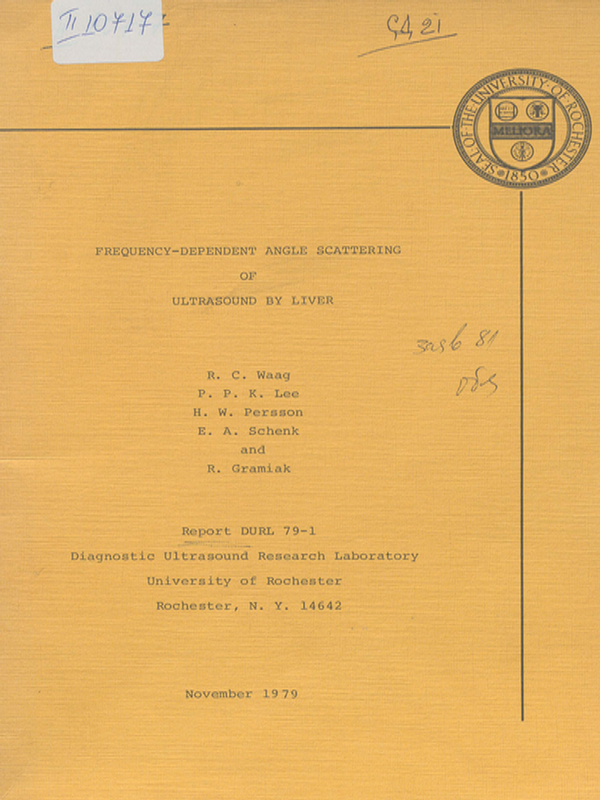 П 10717
СД 21
SEAL OF THE UNIVERSITY OF ROCHESTER
MELIORA
1850
FREQUENCY-DEPENDENT ANGLE SCATTERING
OF
ULTRASOUND BY LIVER
81
R. C. Waag
P. P. K. Lee
H. W. Persson
E. A. Schenk
and
R. Gramiak
Report DURL 79-1
Diagnostic Ultrasound Research Laboratory
University of Rochester
Rochester, N. Y. 14642
November 1979